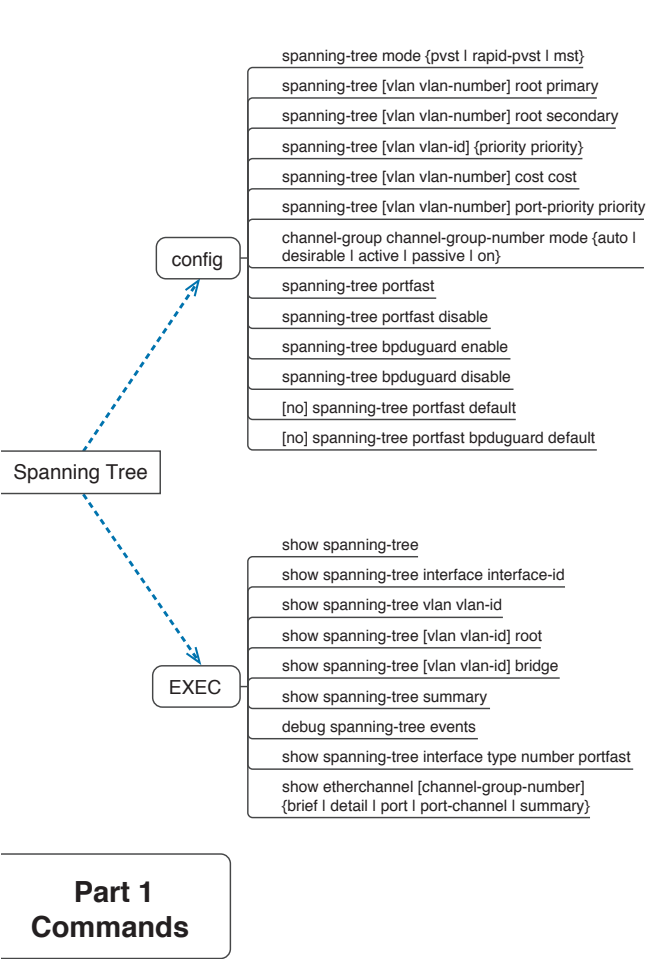 spanning-tree mode {pvst | rapid-pvst | mst}
spanning-tree [vlan vlan-number] root primary
spanning-tree [vlan vlan-number] root secondary
spanning-tree [vlan vlan-id] {priority priority}
spanning-tree [vlan vlan-number] cost cost
spanning-tree [vlan vlan-number] port-priority priority
channel-group channel-group-number mode {auto |
desirable | active | passive | on}
config
spanning-tree portfast
spanning-tree portfast disable
spanning-tree bpduguard enable
spanning-tree bpduguard disable
[no] spanning-tree portfast default
[no] spanning-tree portfast bpduguard default
Spanning Tree
show spanning-tree
show spanning-tree interface interface-id
show spanning-tree vlan vlan-id
show spanning-tree [vlan vlan-id] root
show spanning-tree [vlan vlan-id] bridge
EXEC
show spanning-tree summary
debug spanning-tree events
show spanning-tree interface type number portfast
show etherchannel [channel-group-number]
{brief | detail | port | port-channel | summary}
Part 1
Commands